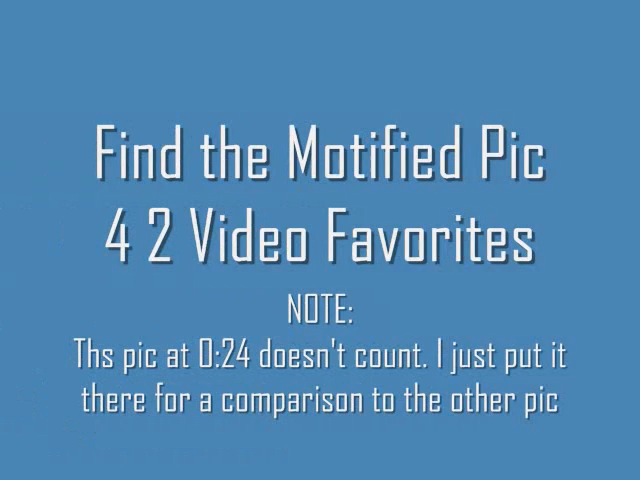 Find the Motified Pic
4 2 Video Favorites
NOTE:
Ths pic at 0:24 doesn't count. I just put it
there for a comparison to the other pic